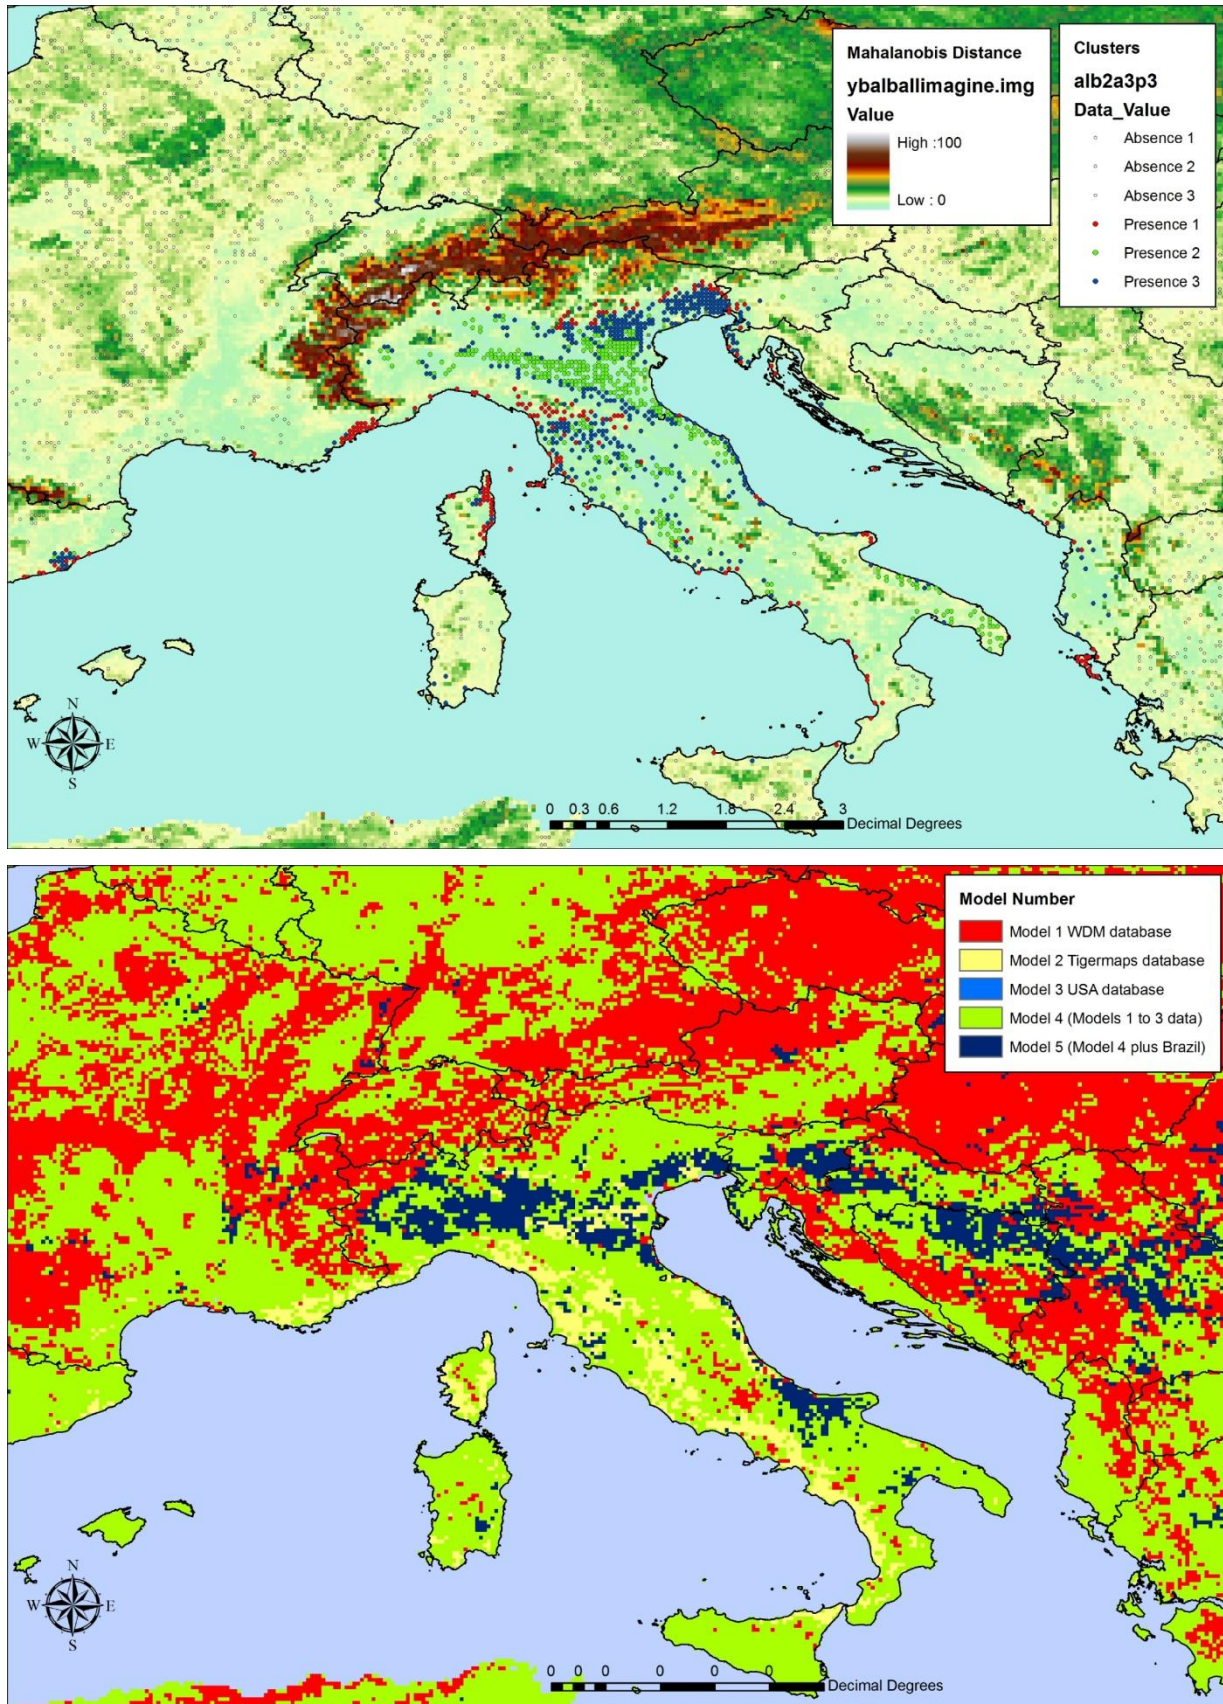 Mahalanobis Distance
ybalballimagine.img
Value
High :100
Low : 0
Clusters
alb2a3p3
Data_Value
Absence 1
Absence 2
Absence 3
Presence 1
Presence 2
Presence 3
N
W E
S
0 0.3 0.6 1.2 1.8 2.4 3
Decimal Degrees
Model Number
Model 1 WDM database
Model 2 Tigermaps database
Model 3 USA database
Model 4 (Models 1 to 3 data)
Model 5 (Model 4 plus Brazil)
N
W E
S
0 0 0 0 0 0 0
Decimal Degrees